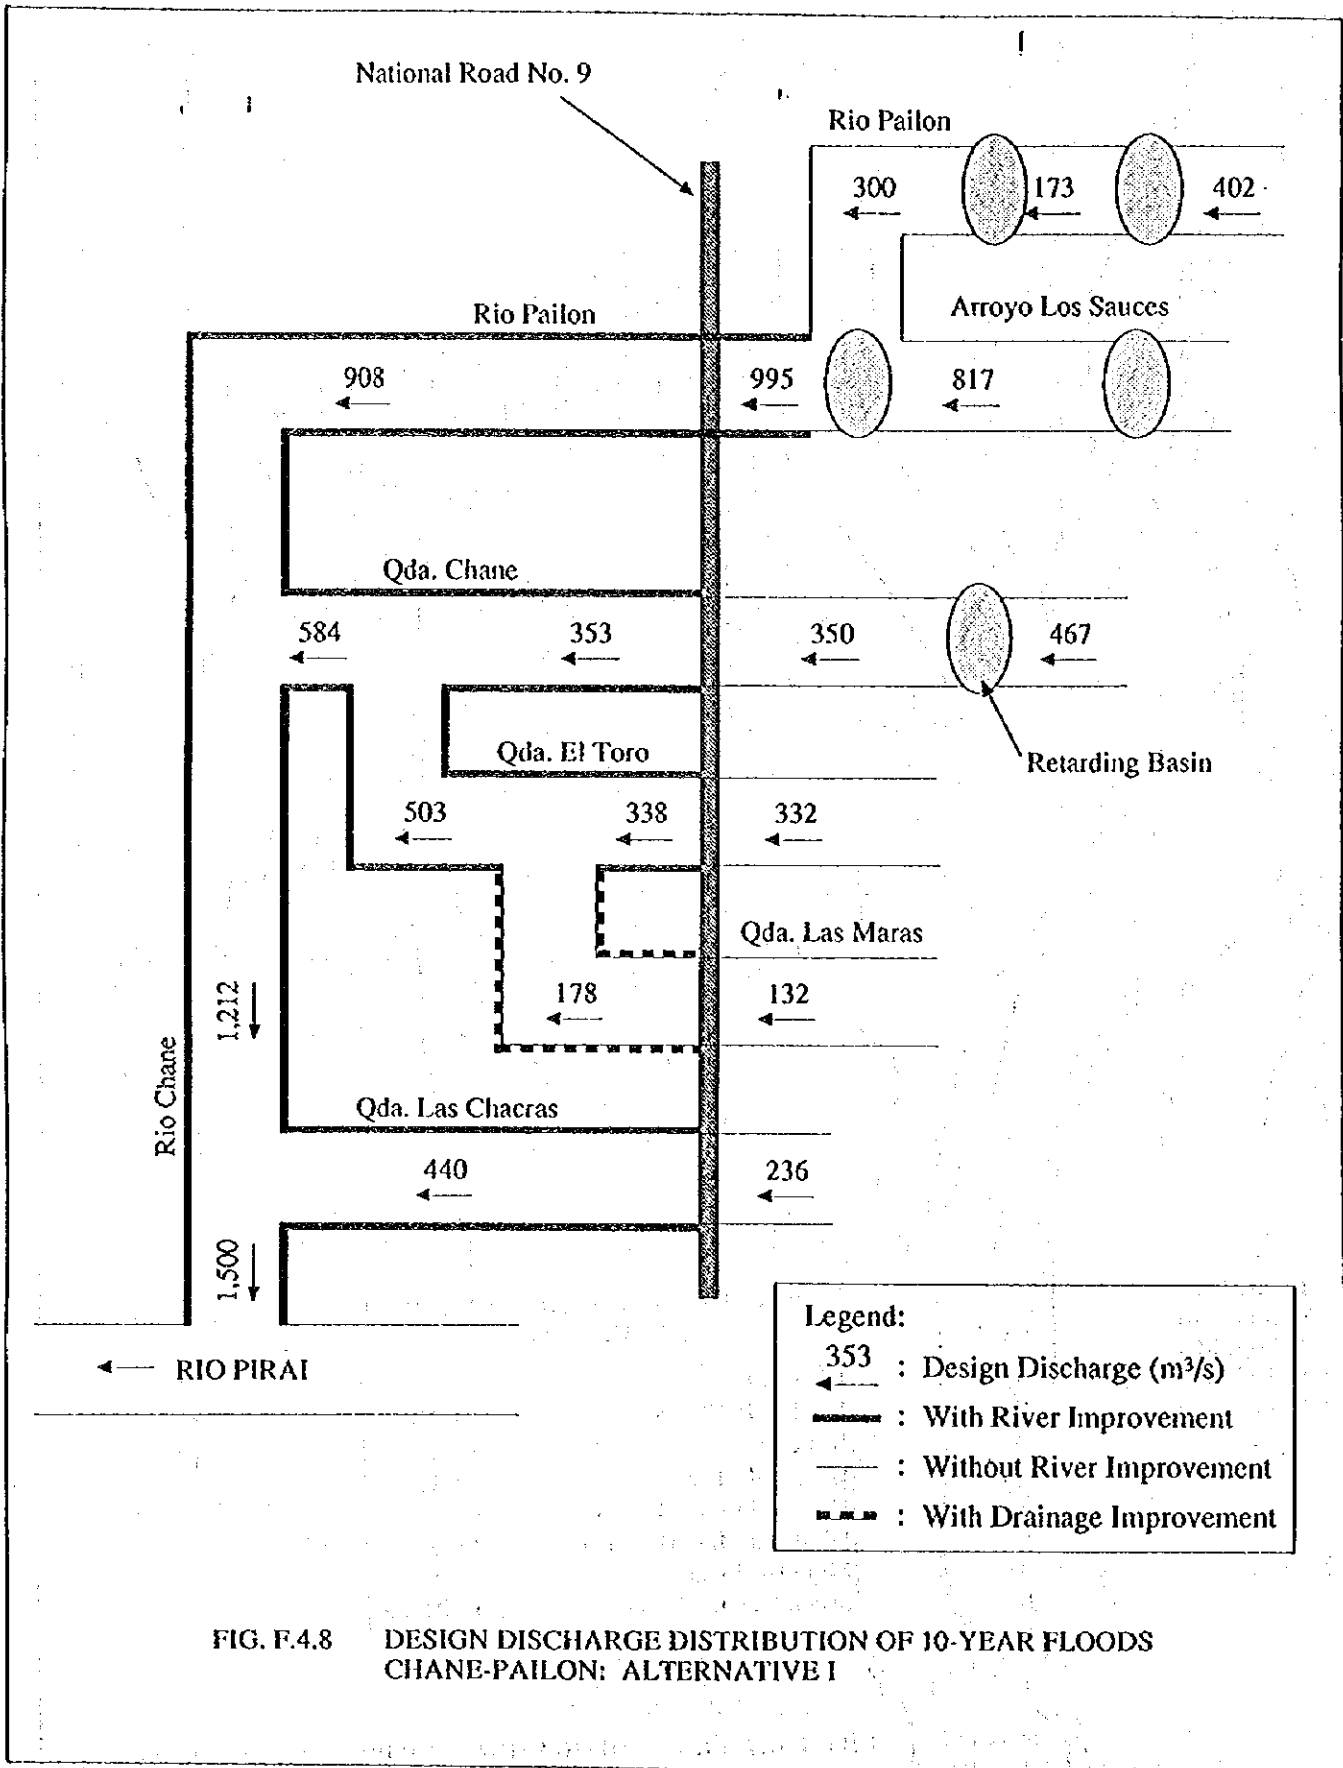 National Road No. 9
Rio Pailon
300
173
402
Rio Pailon
Arroyo Los Sauces
908
995
817
Qda. Chane
584
353
350
467
Qda. El Toro
Retarding Basin
503
338
332
Qda. Las Maras
178
132
1,212
Rio Chane
Qda. Las Chacras
440
236
1,500
RIO PIRAI
Legend:
353 : Design Discharge (m³/s)
: With River Improvement
: Without River Improvement
: With Drainage Improvement
FIG. F.4.8 DESIGN DISCHARGE DISTRIBUTION OF 10-YEAR FLOODS
CHANE-PAILON: ALTERNATIVE I